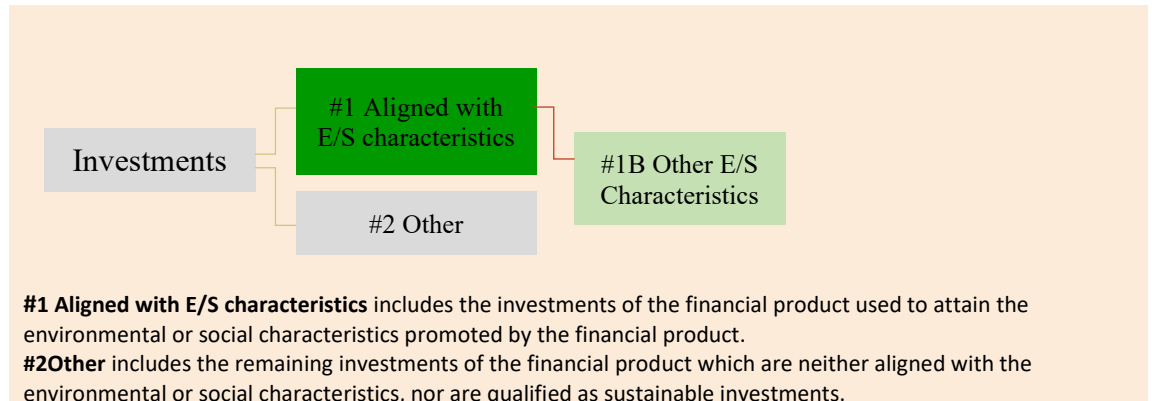 #1 Aligned with
E/S characteristics
Investments
#1B Other E/S
Characteristics
#2 Other
#1 Aligned with E/S characteristics includes the investments of the financial product used to attain the
environmental or social characteristics promoted by the financial product.
#2Other includes the remaining investments of the financial product which are neither aligned with the
environmental or social characteristics, nor are qualified as sustainable investments.